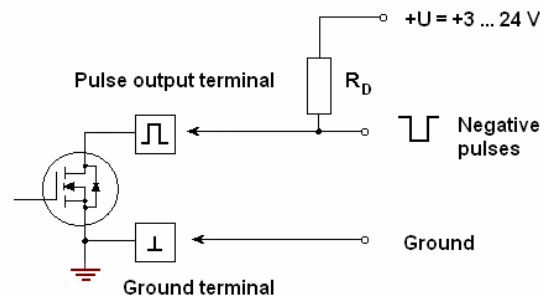 +U = +3 ... 24 V
Pulse output terminal
R_D
Negative
pulses
Ground
Ground terminal